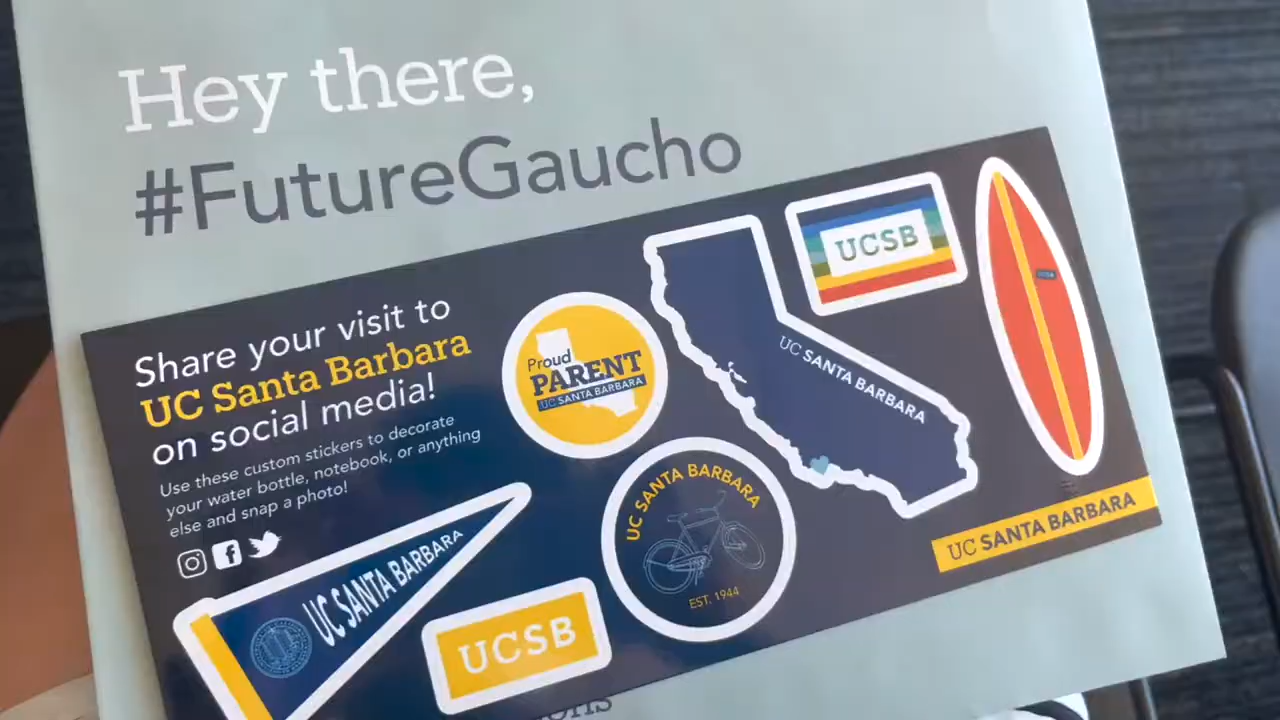 Hey there,
#FutureGaucho
Share your visit to
UC Santa Barbara
on social media!
Use these custom stickers to decorate
your water bottle, notebook, or anything
else and snap a photo!
Proud
PARENT
UC SANTA BARBARA
UC SANTA BARBARA
UCSB
UC SANTA BARBARA
UCSB
UC SANTA BARBARA
EST. 1944
UC SANTA BARBARA